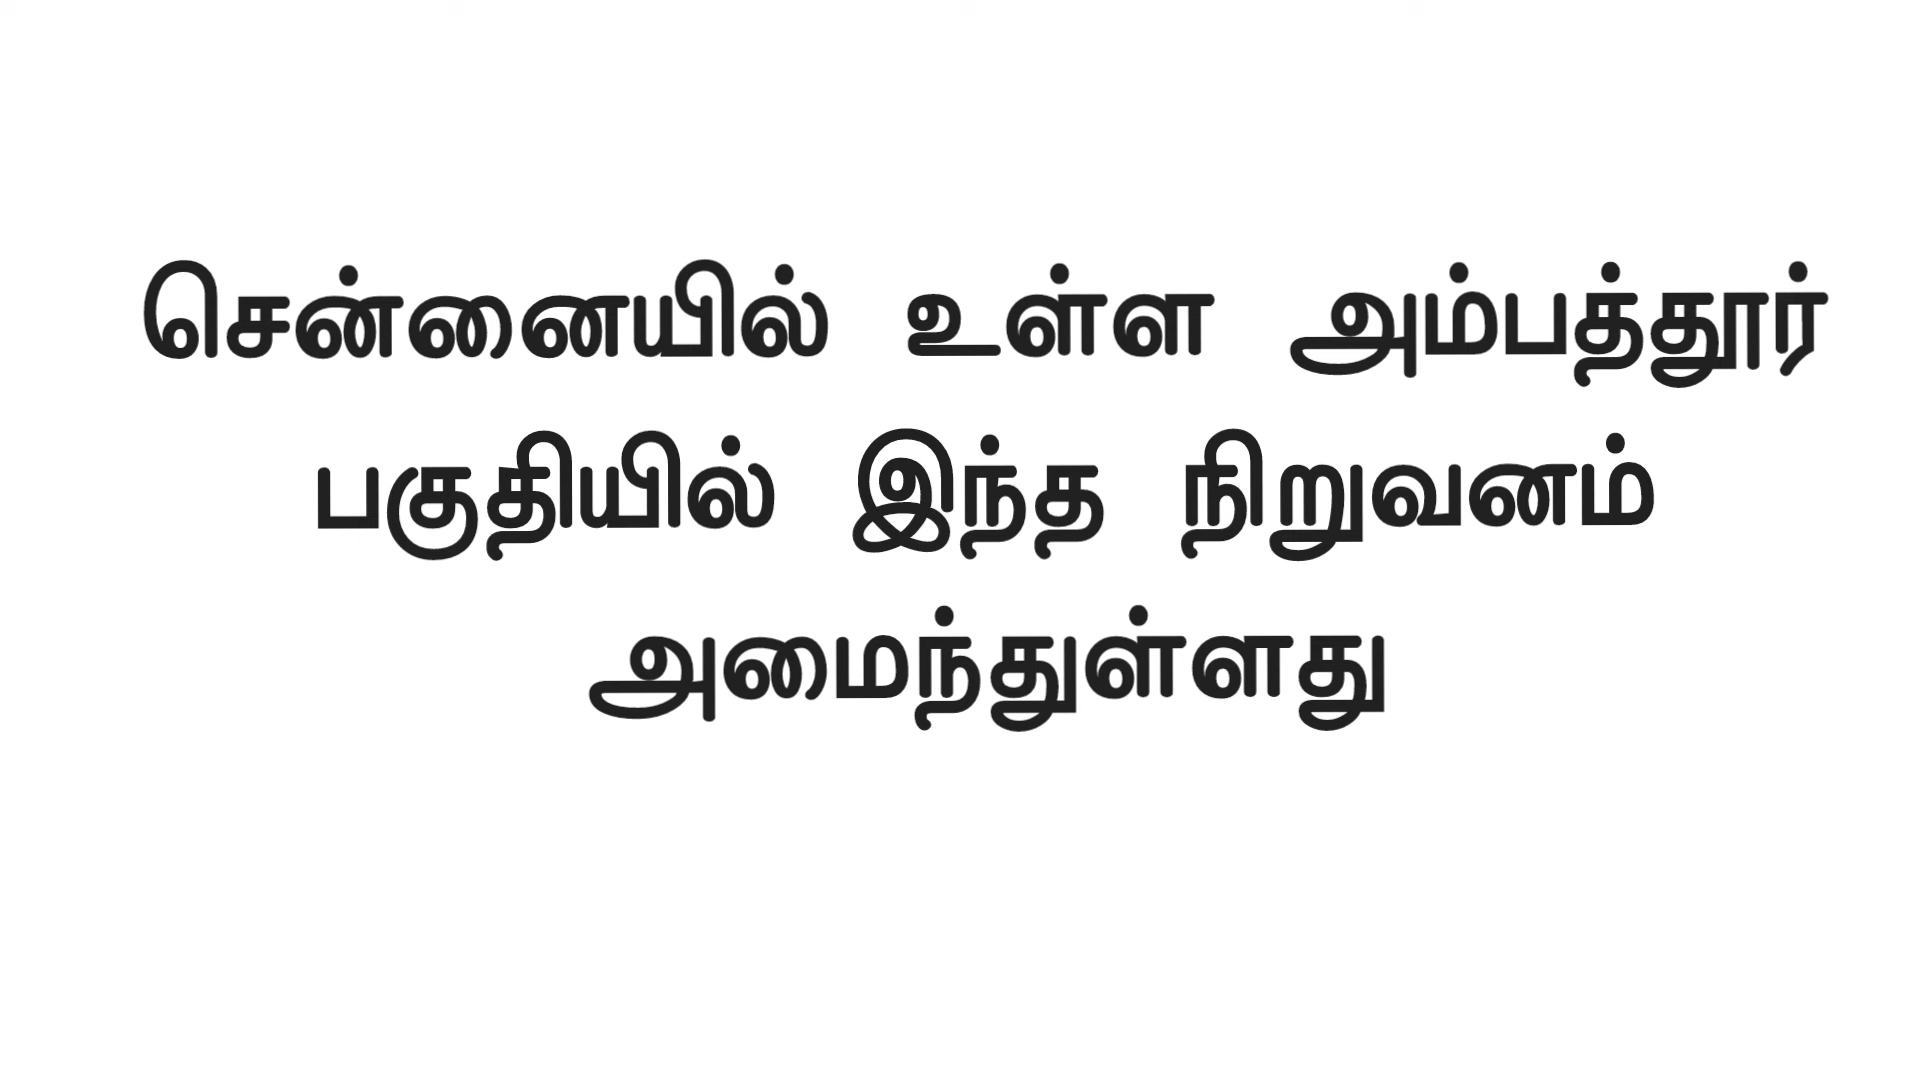 சென்னையில் உள்ள அம்பத்தூர்
பகுதியில் இந்த நிறுவனம்
அமைந்துள்ளது